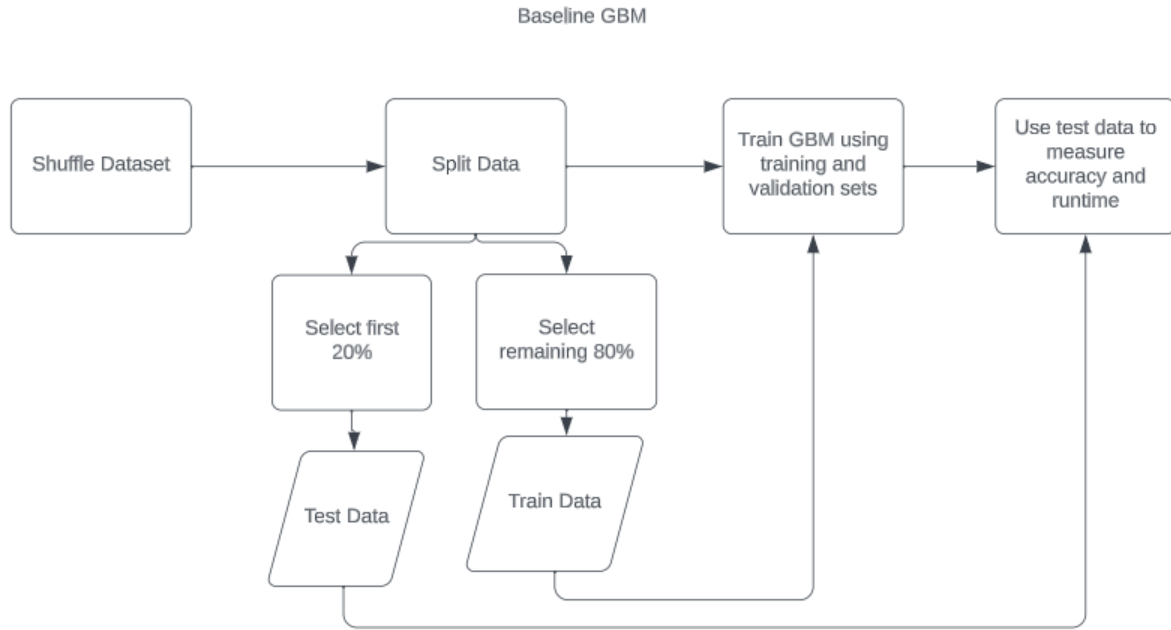 Baseline GBM
Shuffle Dataset
Split Data
Train GBM using
training and
validation sets
Use test data to
measure
accuracy and
runtime
Select first
20%
Select
remaining 80%
Test Data
Train Data